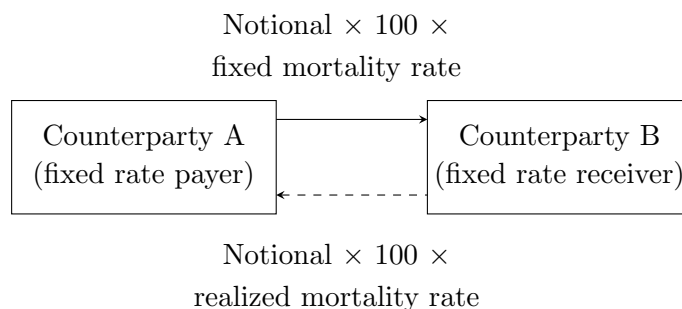 Notional × 100 ×
fixed mortality rate
Counterparty A
(fixed rate payer)
Counterparty B
(fixed rate receiver)
Notional × 100 ×
realized mortality rate